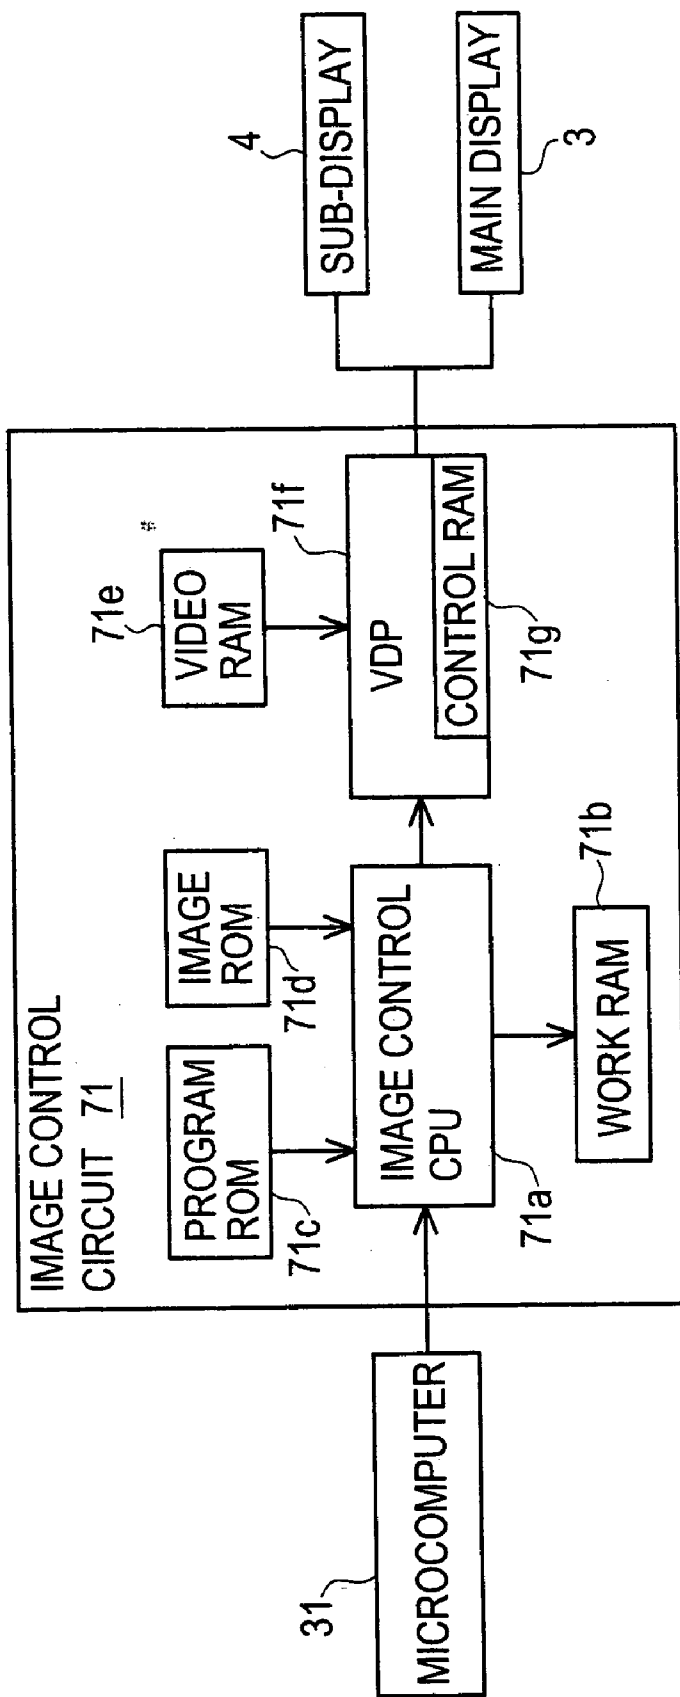 IMAGE CONTROL
CIRCUIT 71
MICROCOMPUTER
31
PROGRAM
ROM
71c
IMAGE
ROM
71d
IMAGE CONTROL
CPU
71a
WORK RAM
71b
VIDEO
RAM
71e
VDP
71f
CONTROL RAM
71g
SUB-DISPLAY
4
MAIN DISPLAY
3